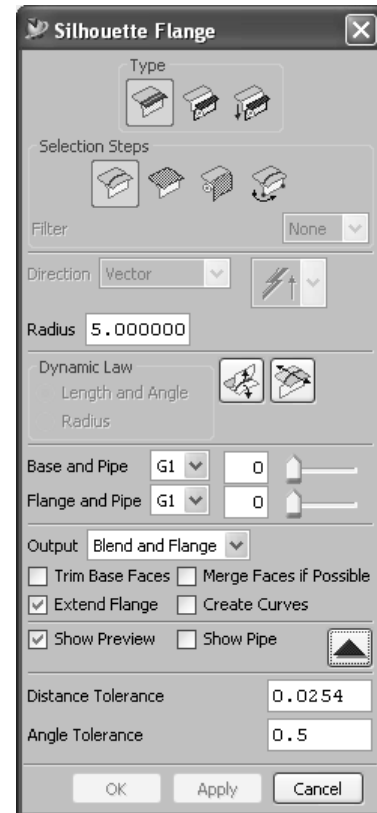 Silhouette Flange
Type
Selection Steps
Filter None
Direction Vector
Radius 5.000000
Dynamic Law
Length and Angle
Radius
Base and Pipe G1 0
Flange and Pipe G1 0
Output Blend and Flange
Trim Base Faces Merge Faces if Possible
Extend Flange Create Curves
Show Preview Show Pipe
Distance Tolerance 0.0254
Angle Tolerance 0.5
OK Apply Cancel